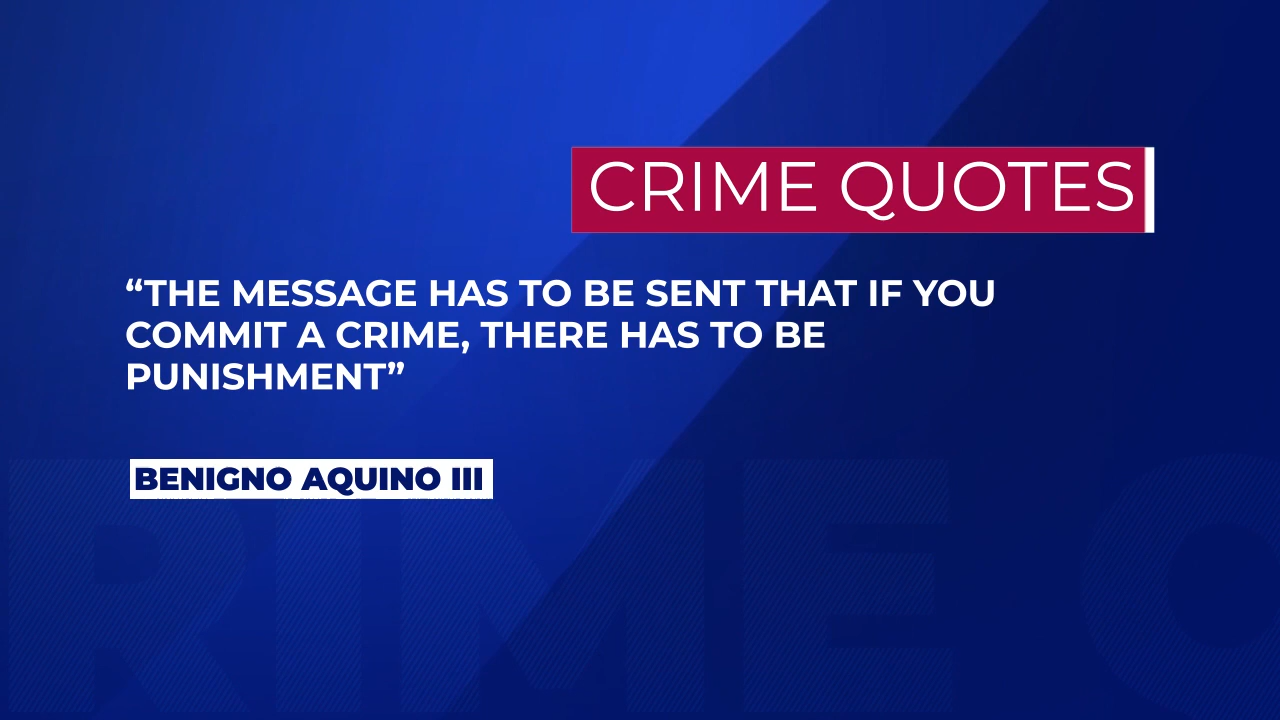 CRIME QUOTES
“THE MESSAGE HAS TO BE SENT THAT IF YOU
COMMIT A CRIME, THERE HAS TO BE
PUNISHMENT”
BENIGNO AQUINO III
RIME Q